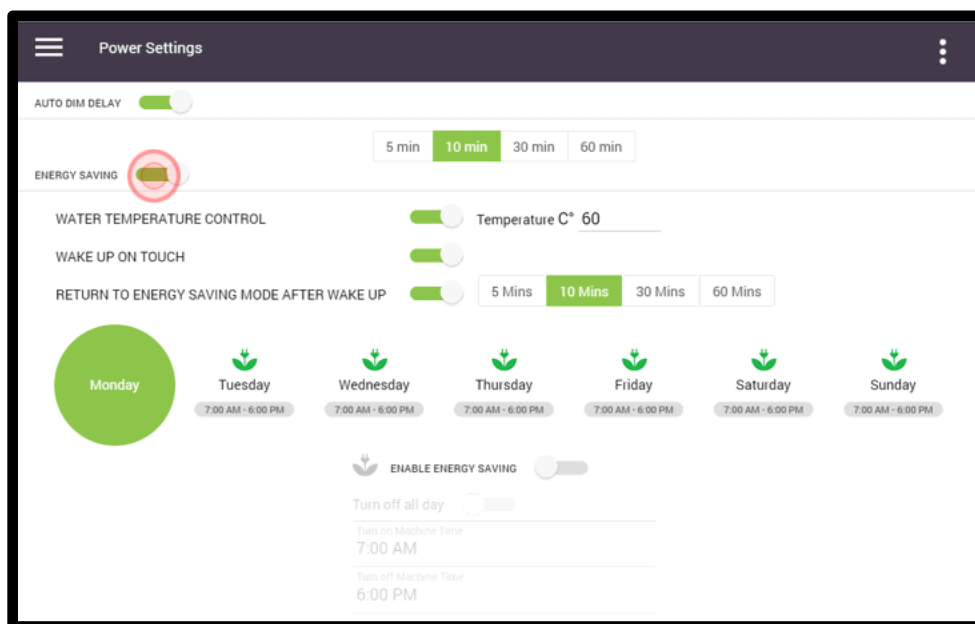 Power Settings
AUTO DIM DELAY
5 min 10 min 30 min 60 min
ENERGY SAVING
WATER TEMPERATURE CONTROL Temperature C° 60
WAKE UP ON TOUCH
RETURN TO ENERGY SAVING MODE AFTER WAKE UP 5 Mins 10 Mins 30 Mins 60 Mins
Monday Tuesday Wednesday Thursday Friday Saturday Sunday
7:00 AM - 6:00 PM 7:00 AM - 6:00 PM 7:00 AM - 6:00 PM 7:00 AM - 6:00 PM 7:00 AM - 6:00 PM 7:00 AM - 6:00 PM
ENABLE ENERGY SAVING
Turn off all day
Turn on Machine Time
7:00 AM
Turn off Machine Time
6:00 PM